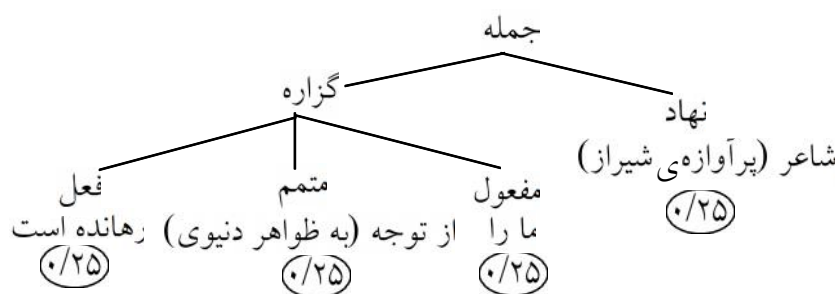 جمله
گزاره
نهاد
شاعر (پرآوازه‌ی شیراز)
۰/۲۵
مفعول
متمم
فعل
ما را
از توجه (به ظواهر دنیوی)
رهانده است
۰/۲۵
۰/۲۵
۰/۲۵